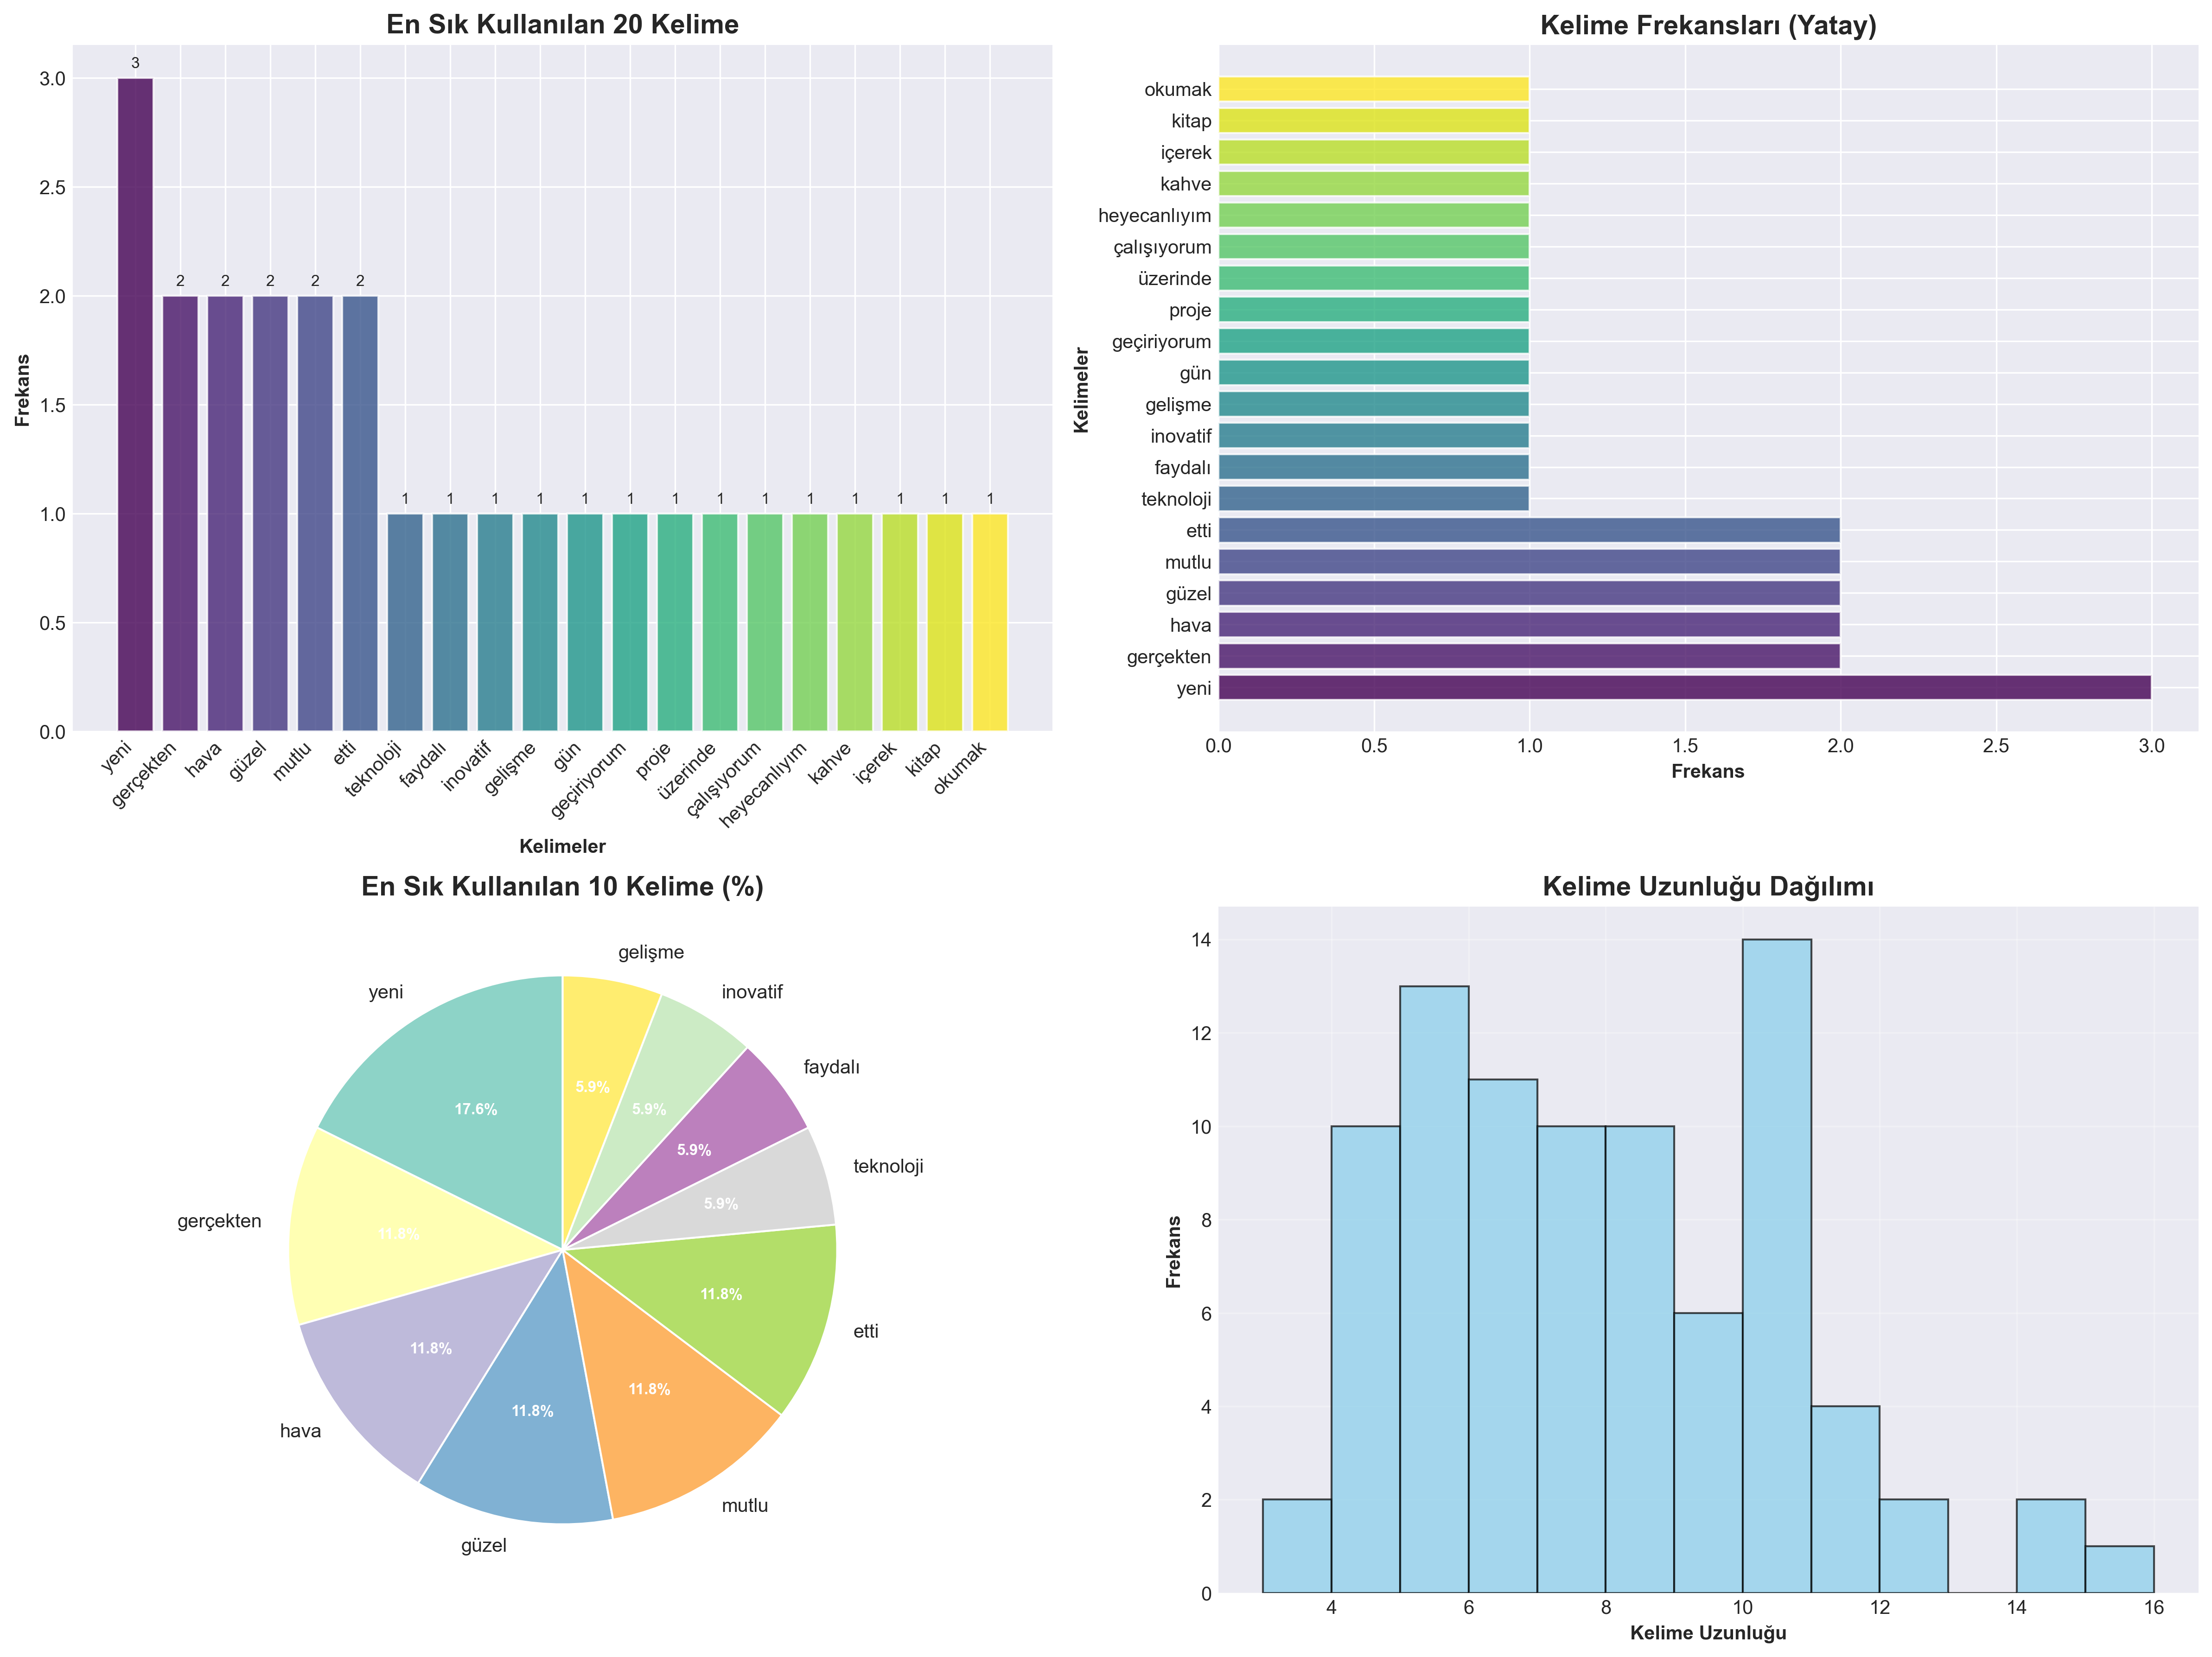 En Sık Kullanılan 20 Kelime
3
2 2 2 2 2
1 1 1 1 1 1 1 1 1 1 1 1 1 1
3.0
2.5
2.0
1.5
1.0
0.5
0.0
Frekans
yeni gerçekten hava güzel mutlu etti teknoloji faydalı inovatif gelişme gün geçiriyorum proje üzerinde çalışıyorum heyecanlıyım kahve içerek kitap okumak
Kelimeler
Kelime Frekansları (Yatay)
okumak
kitap
içerek
kahve
heyecanlıyım
çalışıyorum
üzerinde
proje
geçiriyorum
gün
gelişme
inovatif
faydalı
teknoloji
etti
mutlu
güzel
hava
gerçekten
yeni
Kelimeler
0.0 0.5 1.0 1.5 2.0 2.5 3.0
Frekans
En Sık Kullanılan 10 Kelime (%)
yeni
17.6%
gerçekten
11.8%
hava
11.8%
güzel
11.8%
mutlu
11.8%
etti
11.8%
teknoloji
5.9%
faydalı
5.9%
inovatif
5.9%
gelişme
5.9%
Kelime Uzunluğu Dağılımı
14
12
10
8
6
4
2
0
Frekans
4 6 8 10 12 14 16
Kelime Uzunluğu